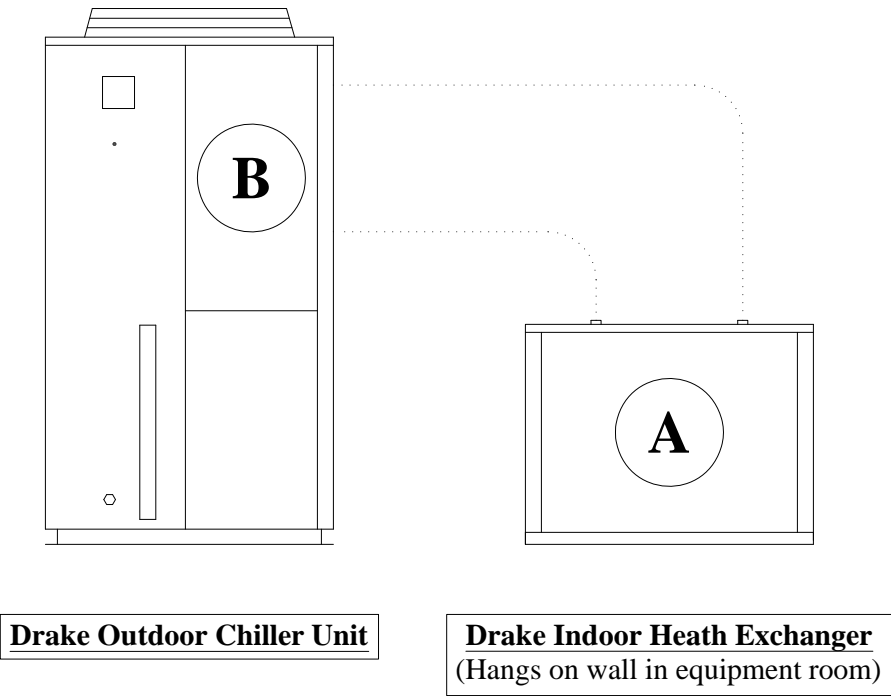 B
A
Drake Outdoor Chiller Unit
Drake Indoor Heath Exchanger
(Hangs on wall in equipment room)